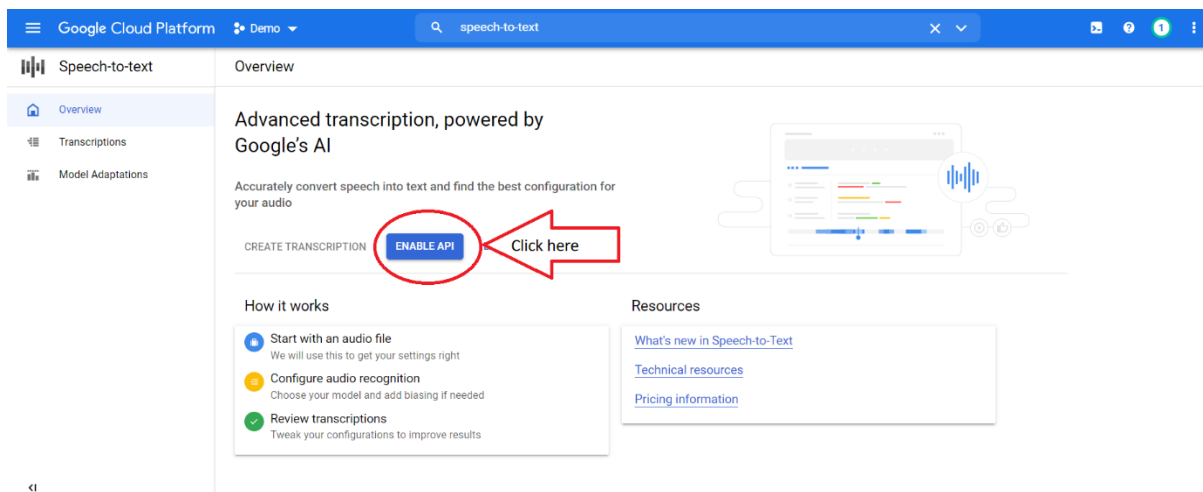 Google Cloud Platform
Demo
speech-to-text
1
Speech-to-text
Overview
Overview
Transcriptions
Model Adaptations
Advanced transcription, powered by
Google's AI
Accurately convert speech into text and find the best configuration for
your audio
CREATE TRANSCRIPTION
ENABLE API
Click here
How it works
Start with an audio file
We will use this to get your settings right
Configure audio recognition
Choose your model and add biasing if needed
Review transcriptions
Tweak your configurations to improve results
Resources
What's new in Speech-to-Text
Technical resources
Pricing information